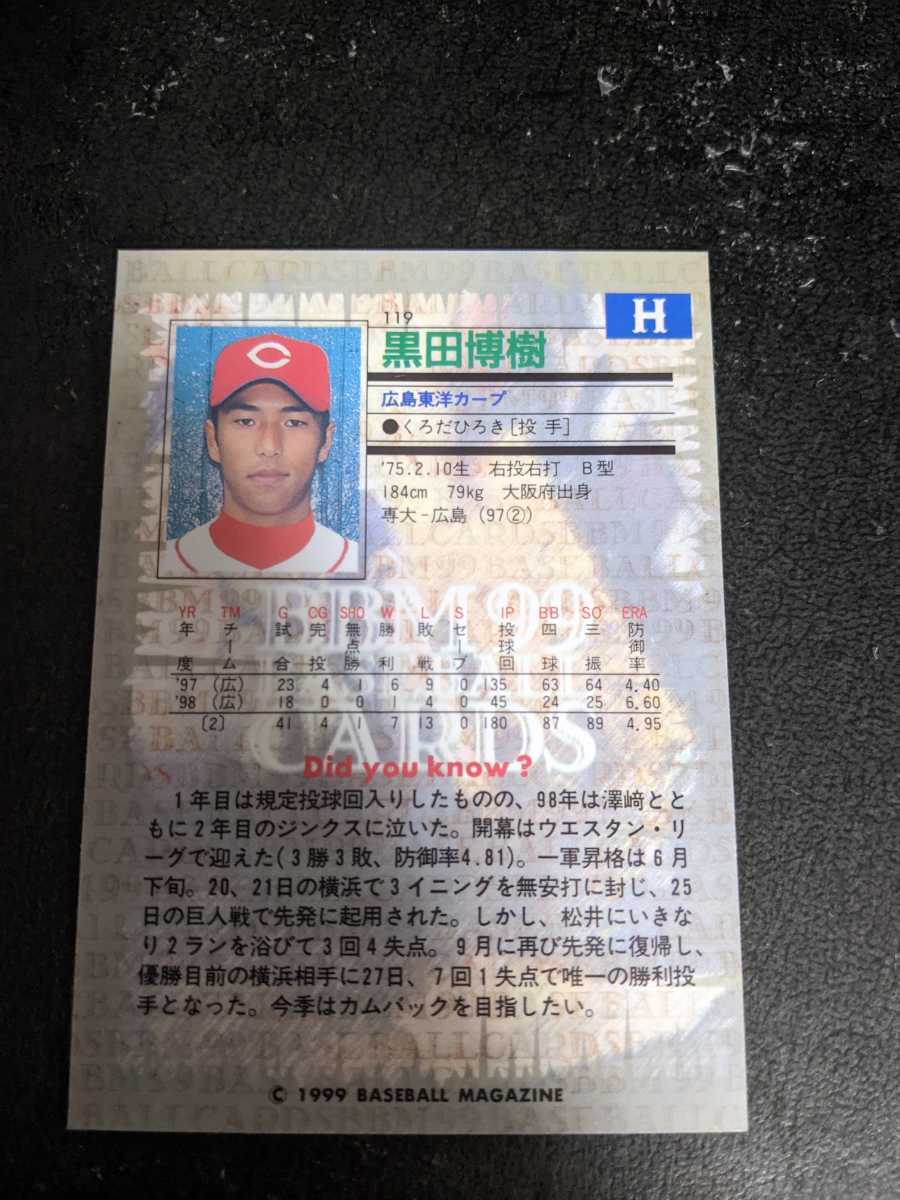 BALLCARDSBBM99BASEBALLC
119
H
黒田博樹
広島東洋カープ
●くろだひろき[投 手]
'75.2.10生 右投右打 B型
184cm 79kg 大阪府出身
専大-広島 (97②)
BBM99
BASEBALL
CARDS
YR TM G CG SHO W L S IP BB SO ERA
年度 チーム 試合 完投 無点勝 勝利 敗戦 セーブ 投球回 四球 三振 防御率
'97 (広) 23 4 1 6 9 0 135 63 64 4.40
'98 (広) 18 0 0 1 4 0 45 24 25 6.60
〔2〕 41 4 1 7 13 0 180 87 89 4.95
Did you know?
1年目は規定投球回入りしたものの、98年は澤﨑とと
もに2年目のジンクスに泣いた。開幕はウエスタン・リ
ーグで迎えた(3勝3敗、防御率4.81)。一軍昇格は6月
下旬。20、21日の横浜で3イニングを無安打に封じ、25
日の巨人戦で先発に起用された。しかし、松井にいきな
り2ランを浴びて3回4失点。9月に再び先発に復帰し、
優勝目前の横浜相手に27日、7回1失点で唯一の勝利投
手となった。今季はカムバックを目指したい。
© 1999 BASEBALL MAGAZINE